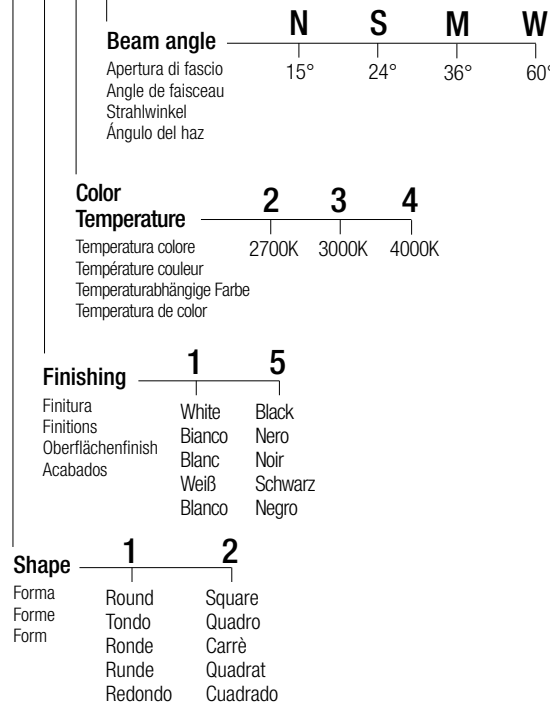 N S M W
Beam angle
15° 24° 36° 60°
Apertura di fascio
Angle de faisceau
Strahlwinkel
Ángulo del haz
Color
Temperature
2 3 4
2700K 3000K 4000K
Temperatura colore
Température couleur
Temperaturabhängige Farbe
Temperatura de color
1 5
Finishing
Finitura
Finitions
Oberflächenfinish
Acabados
White Black
Bianco Nero
Blanc Noir
Weiß Schwarz
Blanco Negro
1 2
Shape
Forma
Forme
Form
Round Square
Tondo Quadro
Ronde Carrè
Runde Quadrat
Redondo Cuadrado